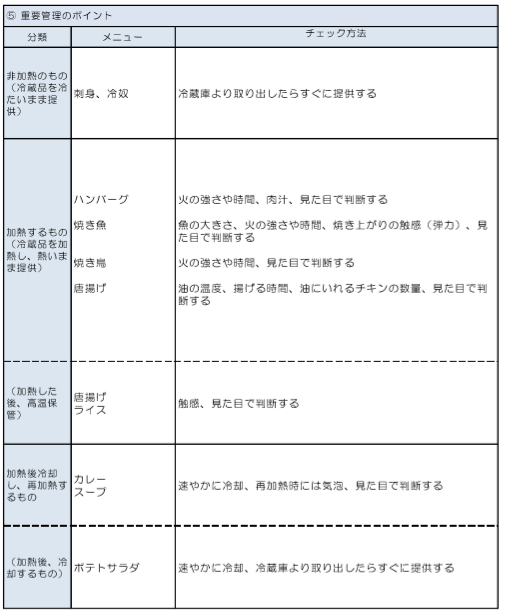 ⑤ 重要管理のポイント
分類
メニュー
チェック方法
非加熱のもの
（冷蔵品を冷
たいまま提
供）
刺身、冷奴
冷蔵庫より取り出したらすぐに提供する
加熱するもの
（冷蔵品を加
熱し、熱いま
ま提供）
ハンバーグ
火の強さや時間、肉汁、見た目で判断する
焼き魚
魚の大きさ、火の強さや時間、焼き上がりの触感（弾力）、見
た目で判断する
焼き鳥
火の強さや時間、見た目で判断する
唐揚げ
油の温度、揚げる時間、油にいれるチキンの数量、見た目で判
断する
（加熱した
後、高温保
管）
唐揚げ
ライス
触感、見た目で判断する
加熱後冷却
し、再加熱す
るもの
カレー
スープ
速やかに冷却、再加熱時には気泡、見た目で判断する
（加熱後、冷
却するもの）
ポテトサラダ
速やかに冷却、冷蔵庫より取り出したらすぐに提供する